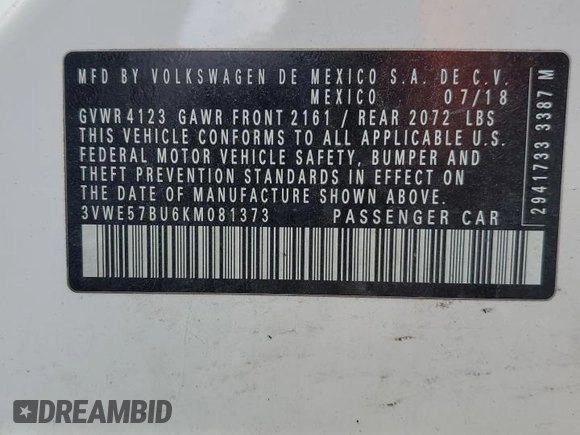 MFD BY VOLKSWAGEN DE MEXICO S.A. DE C.V.
MEXICO 07/18
GVWR 4123 GAWR FRONT 2161 / REAR 2072 LBS
THIS VEHICLE CONFORMS TO ALL APPLICABLE U.S.
FEDERAL MOTOR VEHICLE SAFETY, BUMPER AND
THEFT PREVENTION STANDARDS IN EFFECT ON
THE DATE OF MANUFACTURE SHOWN ABOVE.
3VWE57BU6KM081373 PASSENGER CAR
2941733 3387 M
DREAMBID